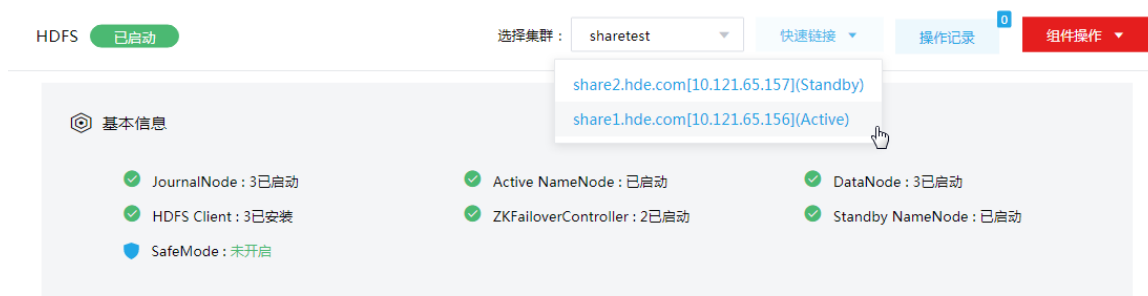 HDFS 已启动 选择集群： sharetest 快速链接 操作记录 0 组件操作
share2.hde.com[10.121.65.157](Standby)
share1.hde.com[10.121.65.156](Active)
基本信息
JournalNode : 3已启动 Active NameNode : 已启动 DataNode : 3已启动
HDFS Client : 3已安装 ZKFailoverController : 2已启动 Standby NameNode : 已启动
SafeMode : 未开启